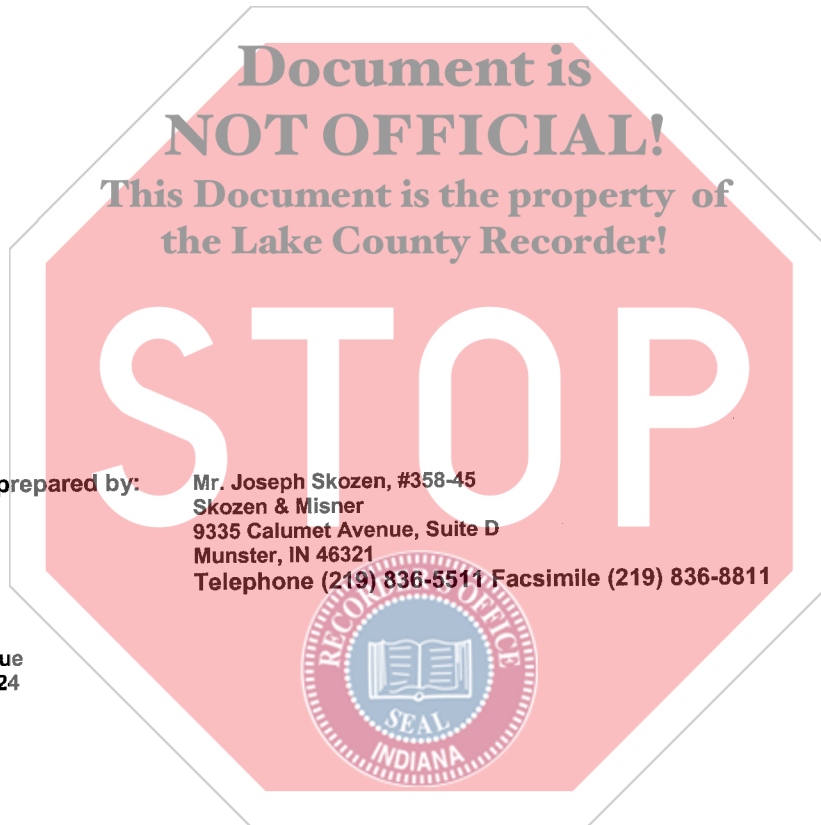 Document is
NOT OFFICIAL!
This Document is the property of
the Lake County Recorder!
STOP
prepared by: Mr. Joseph Skozen, #358-45
Skozen & Misner
9335 Calumet Avenue, Suite D
Munster, IN 46321
Telephone (219) 836-5511 Facsimile (219) 836-8811
RECORDER'S OFFICE
SEAL
INDIANA
ue
24